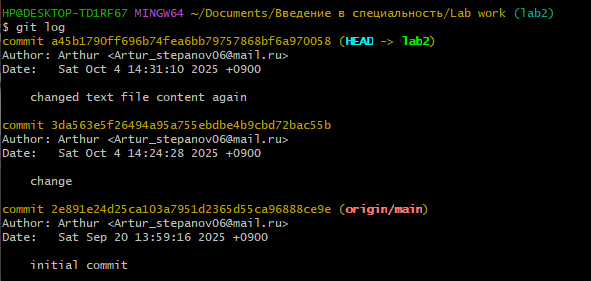 HP@DESKTOP-TD1RF67 MINGW64 ~/Documents/Введение в специальность/Lab work (lab2)
$ git log
commit a45b1790ff696b74fea6bb79757868bf6a970058 (HEAD -> lab2)
Author: Arthur <Artur_stepanov06@mail.ru>
Date:   Sat Oct 4 14:31:10 2025 +0900

    changed text file content again

commit 3da563e5f26494a95a755ebdbe4b9cbd72bac55b
Author: Arthur <Artur_stepanov06@mail.ru>
Date:   Sat Oct 4 14:24:28 2025 +0900

    change

commit 2e891e24d25ca103a7951d2365d55ca96888ce9e (origin/main)
Author: Arthur <Artur_stepanov06@mail.ru>
Date:   Sat Sep 20 13:59:16 2025 +0900

    initial commit